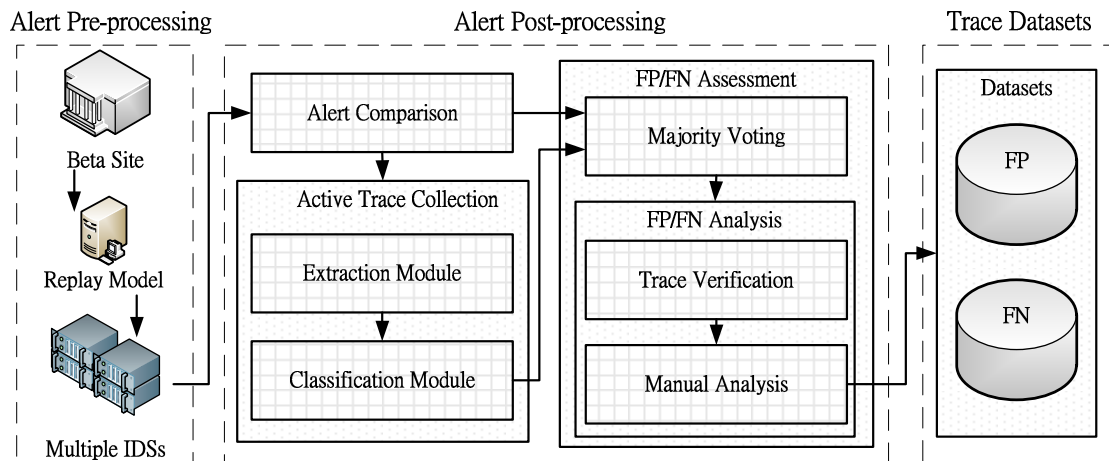 Alert Pre-processing
Beta Site
Replay Model
Multiple IDSs
Alert Post-processing
Alert Comparison
Active Trace Collection
Extraction Module
Classification Module
FP/FN Assessment
Majority Voting
FP/FN Analysis
Trace Verification
Manual Analysis
Trace Datasets
Datasets
FP
FN